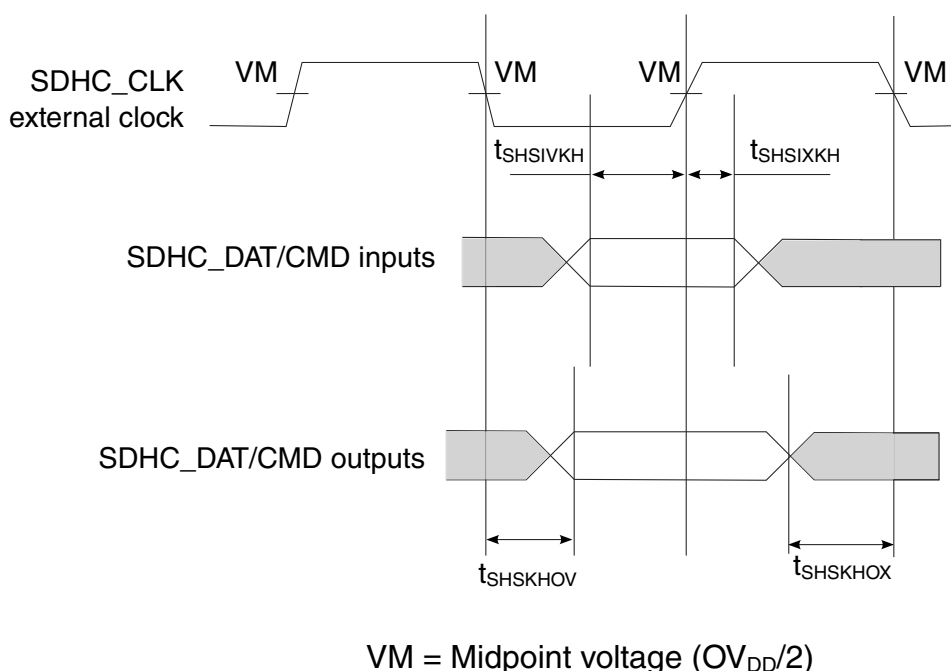 SDHC_CLK
external clock
VM
VM
VM
VM
tSHSIVKH
tSHSIXKH
SDHC_DAT/CMD inputs
SDHC_DAT/CMD outputs
tSHSKHOV
tSHSKHOX
VM = Midpoint voltage (OVDD/2)